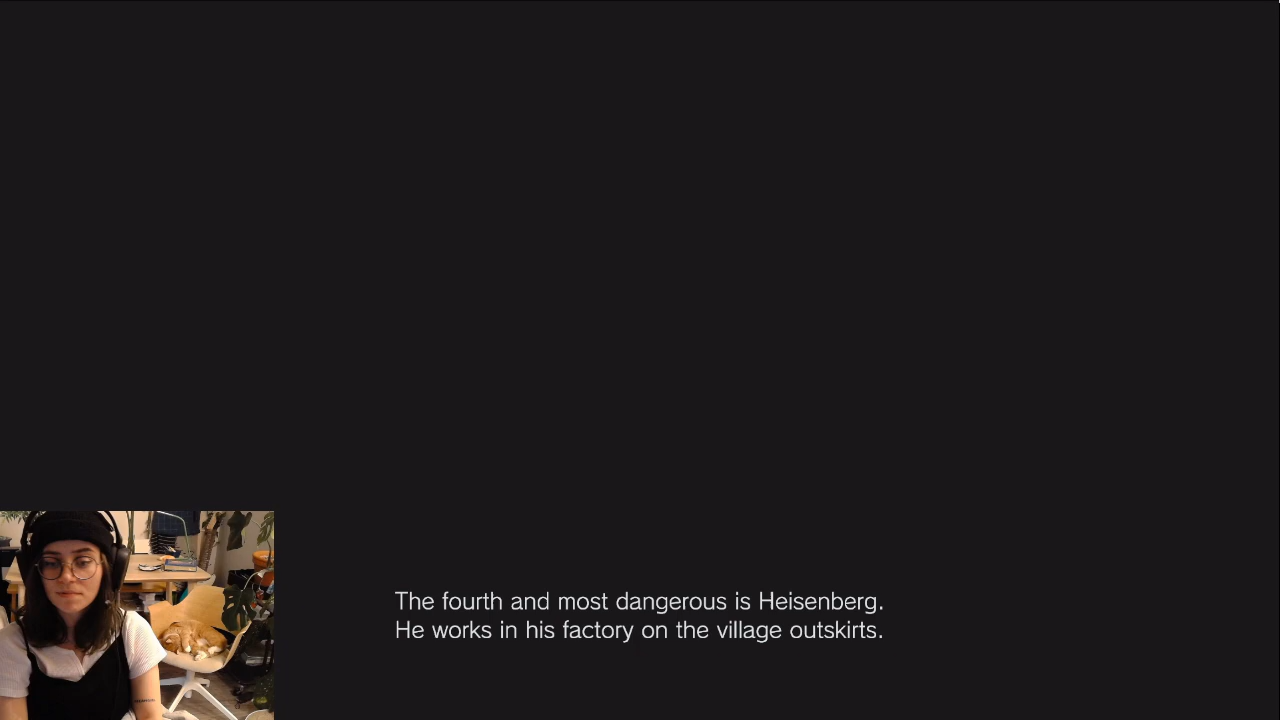 The fourth and most dangerous is Heisenberg.
He works in his factory on the village outskirts.